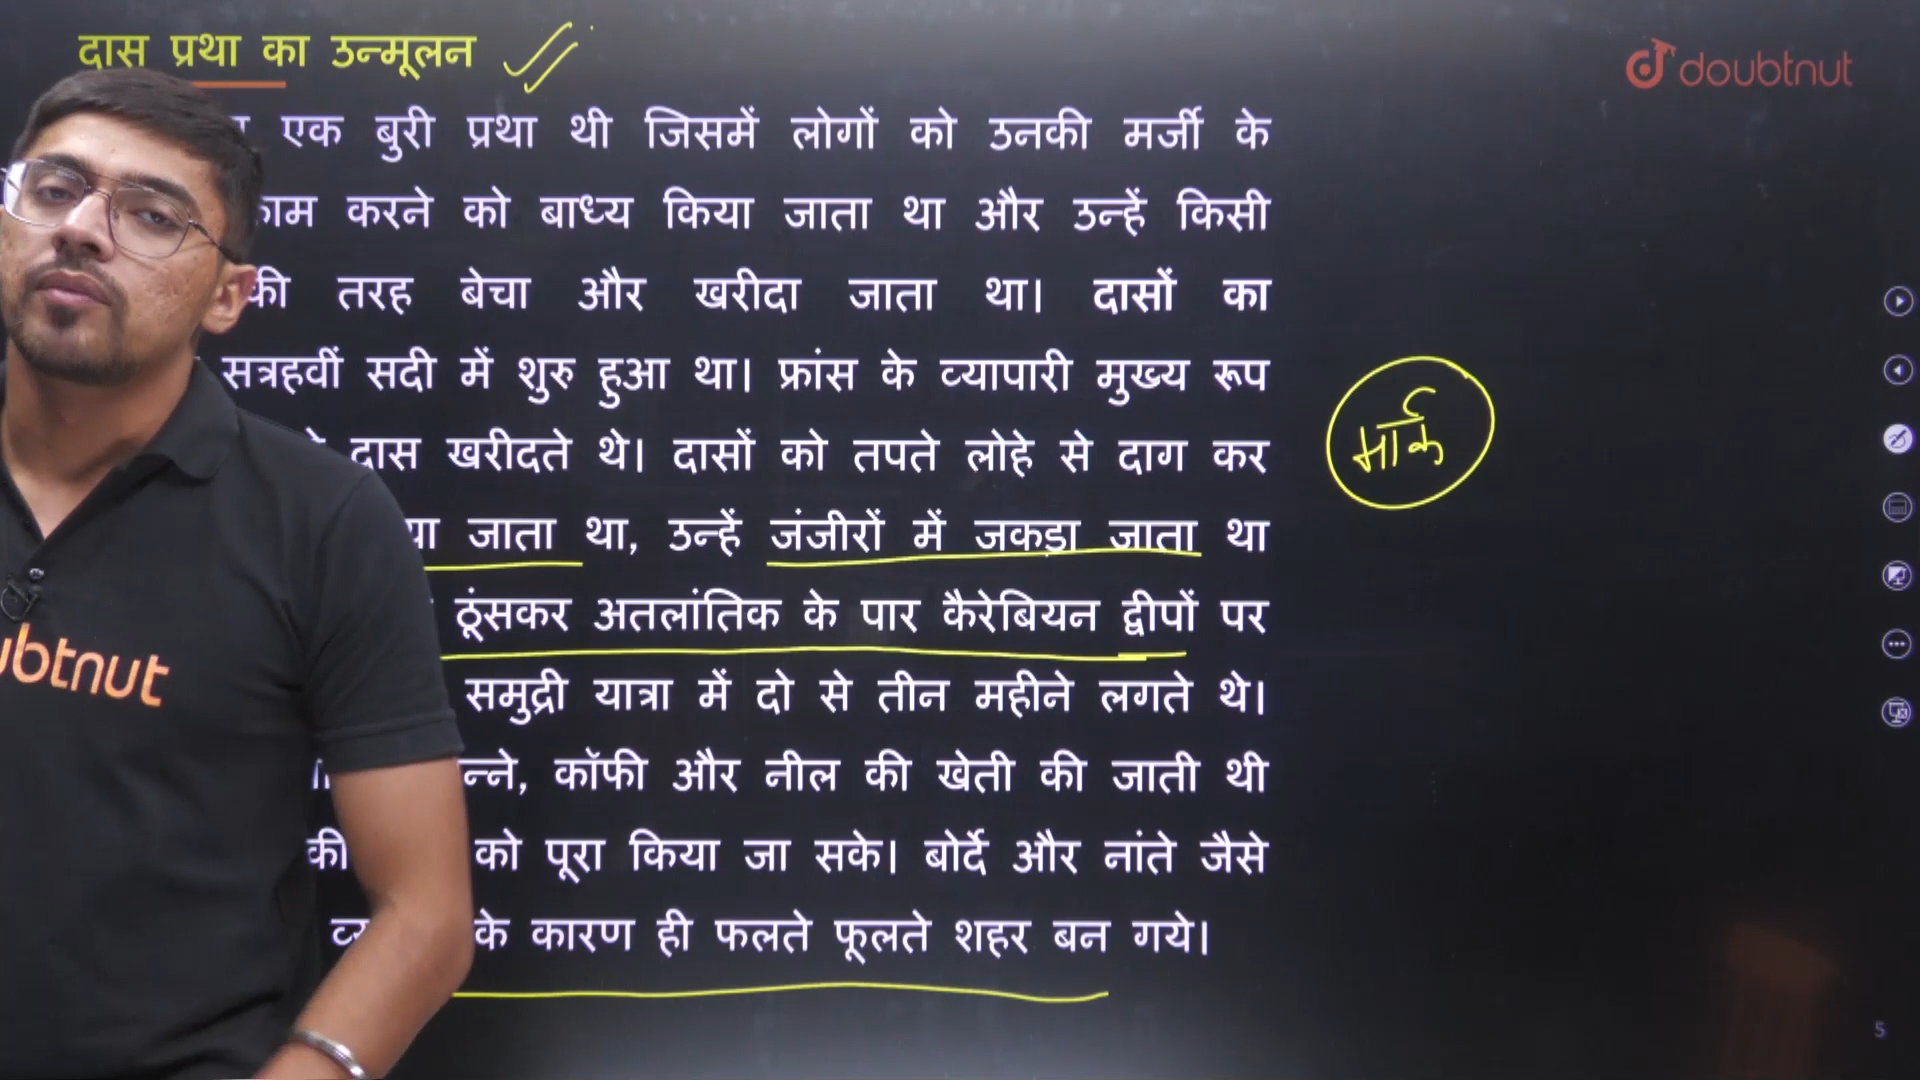 दास प्रथा का उन्मूलन
doubtnut
एक बुरी प्रथा थी जिसमें लोगों को उनकी मर्जी के
करने को बाध्य किया जाता था और उन्हें किसी
की तरह बेचा और खरीदा जाता था। दासों का
सत्रहवीं सदी में शुरु हुआ था। फ्रांस के व्यापारी मुख्य रूप
दास खरीदते थे। दासों को तपते लोहे से दाग कर
मार्क
जाता था, उन्हें जंजीरों में जकड़ा जाता था
ठूंसकर अतलांतिक के पार कैरेबियन द्वीपों पर
समुद्री यात्रा में दो से तीन महीने लगते थे।
कॉफी और नील की खेती की जाती थी
की को पूरा किया जा सके। बोर्दे और नांते जैसे
के कारण ही फलते फूलते शहर बन गये।
ubtnut
5